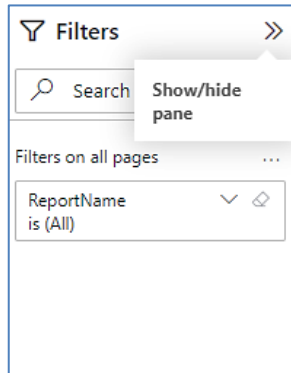 Filters
Search
Show/hide
pane
Filters on all pages
ReportName
is (All)